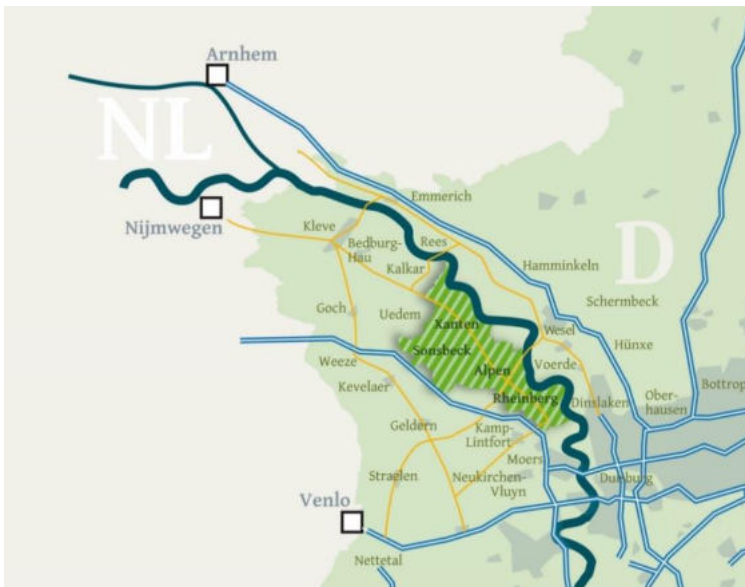 Arnhem
NL
Emmerich
Nijmwegen
Kleve
Bedburg-
Hau
Rees
D
Kalkar
Hamminkeln
Schermbeck
Goch
Uedem
Xanten
Wesel
Hünxe
Sonsbeck
Weeze
Alpen
Voerde
Kevelaer
Bottrop
Ober-
hausen
Rheinberg
Dinslaken
Geldern
Kamp-
Lintfort
Moers
Straelen
Neukirchen-
Vluyn
Duisburg
Venlo
Nettetal